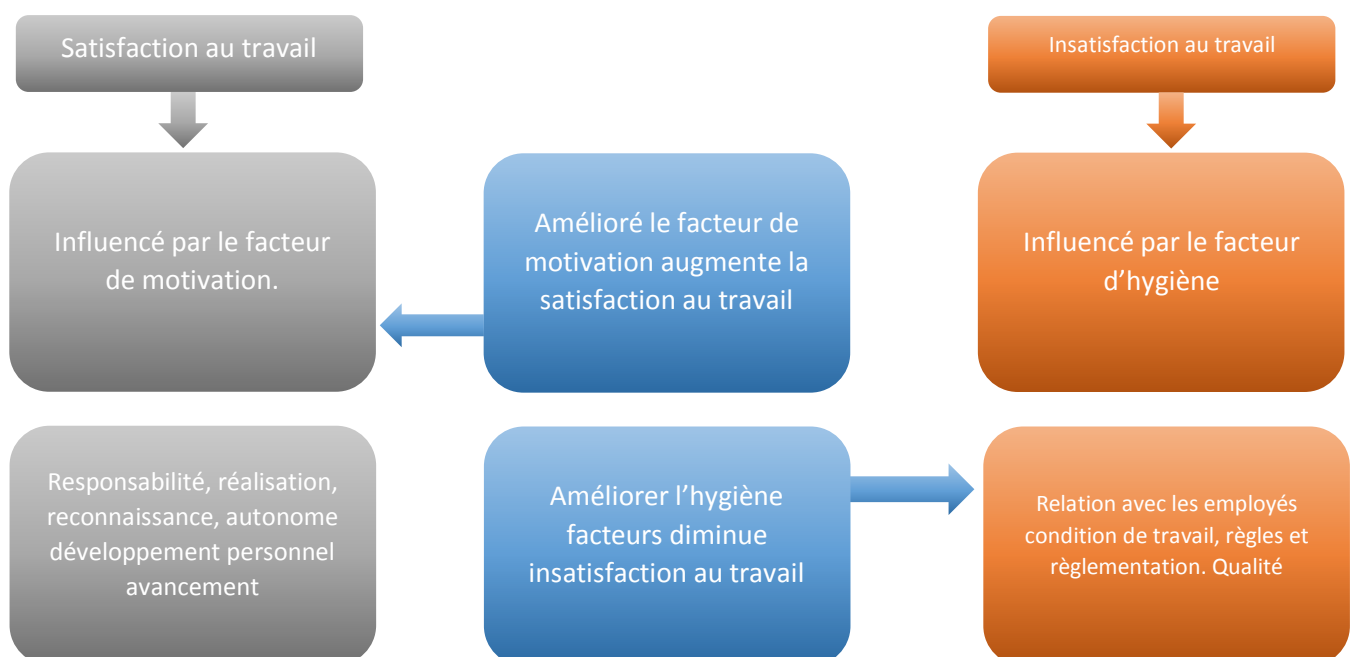 Satisfaction au travail
Insatisfaction au travail
Influencé par le facteur
de motivation.
Amélioré le facteur de
motivation augmente la
satisfaction au travail
Influencé par le facteur
d’hygiène
Responsabilité, réalisation,
reconnaissance, autonome
développement personnel
avancement
Améliorer l’hygiène
facteurs diminue
insatisfaction au travail
Relation avec les employés
condition de travail, règles et
règlementation. Qualité